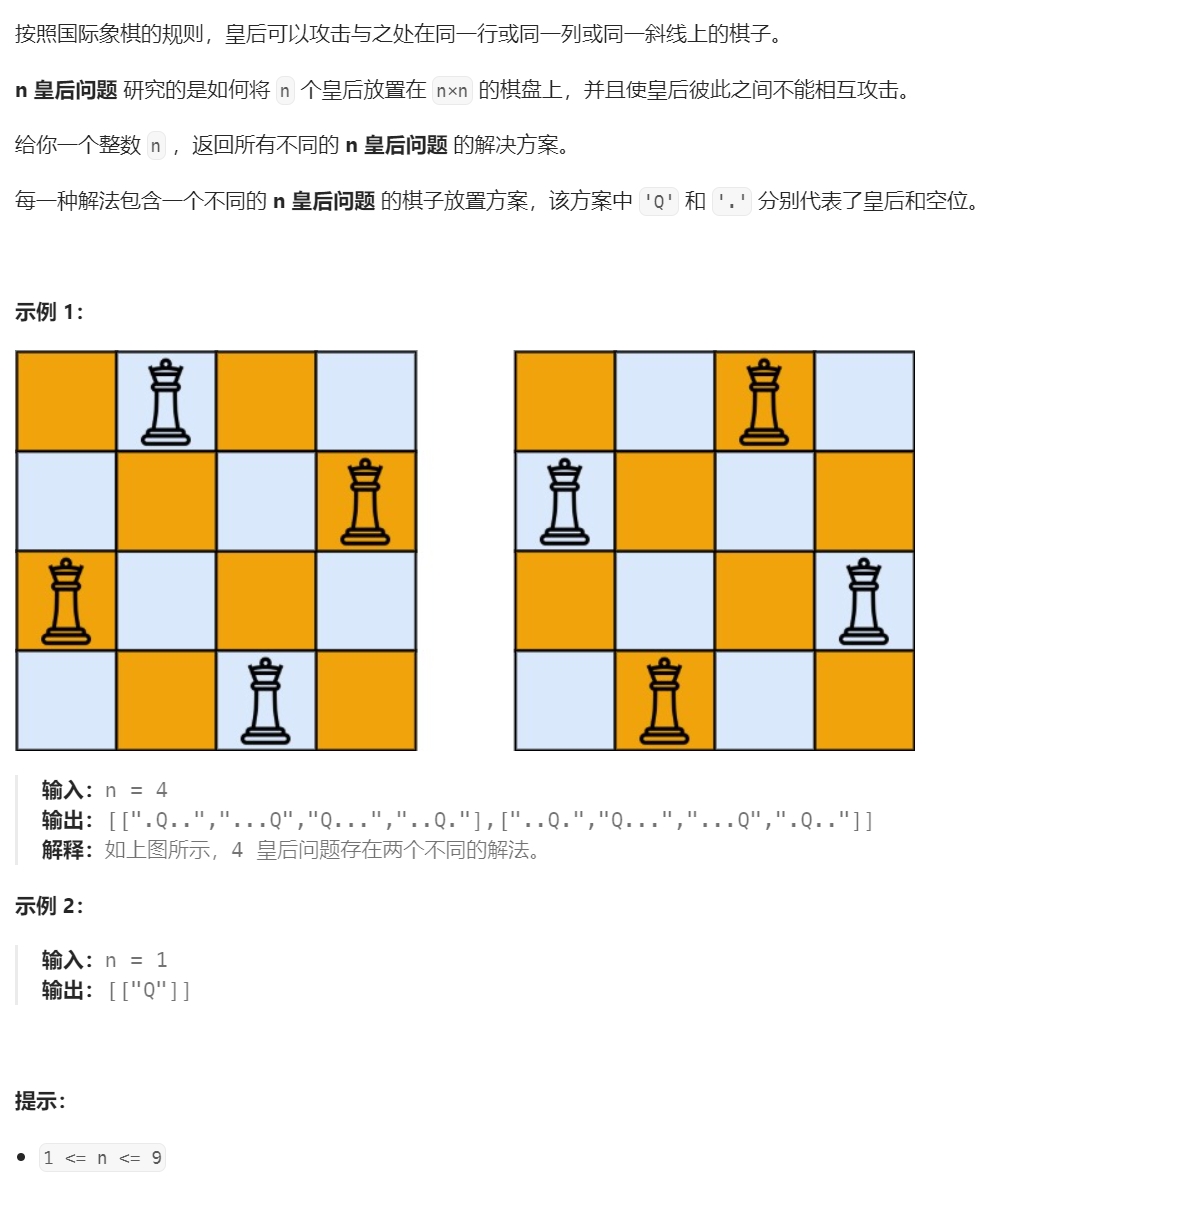 按照国际象棋的规则，皇后可以攻击与之处在同一行或同一列或同一斜线上的棋子。
n 皇后问题 研究的是如何将 n 个皇后放置在 n×n 的棋盘上，并且使皇后彼此之间不能相互攻击。
给你一个整数 n ，返回所有不同的 n 皇后问题 的解决方案。
每一种解法包含一个不同的 n 皇后问题 的棋子放置方案，该方案中 'Q' 和 '.' 分别代表了皇后和空位。
示例 1：
输入：n = 4
输出：[[".Q..","...Q","Q...","..Q."],["..Q.","Q...","...Q",".Q.."]]
解释：如上图所示，4 皇后问题存在两个不同的解法。
示例 2：
输入：n = 1
输出：[["Q"]]
提示：
1 <= n <= 9